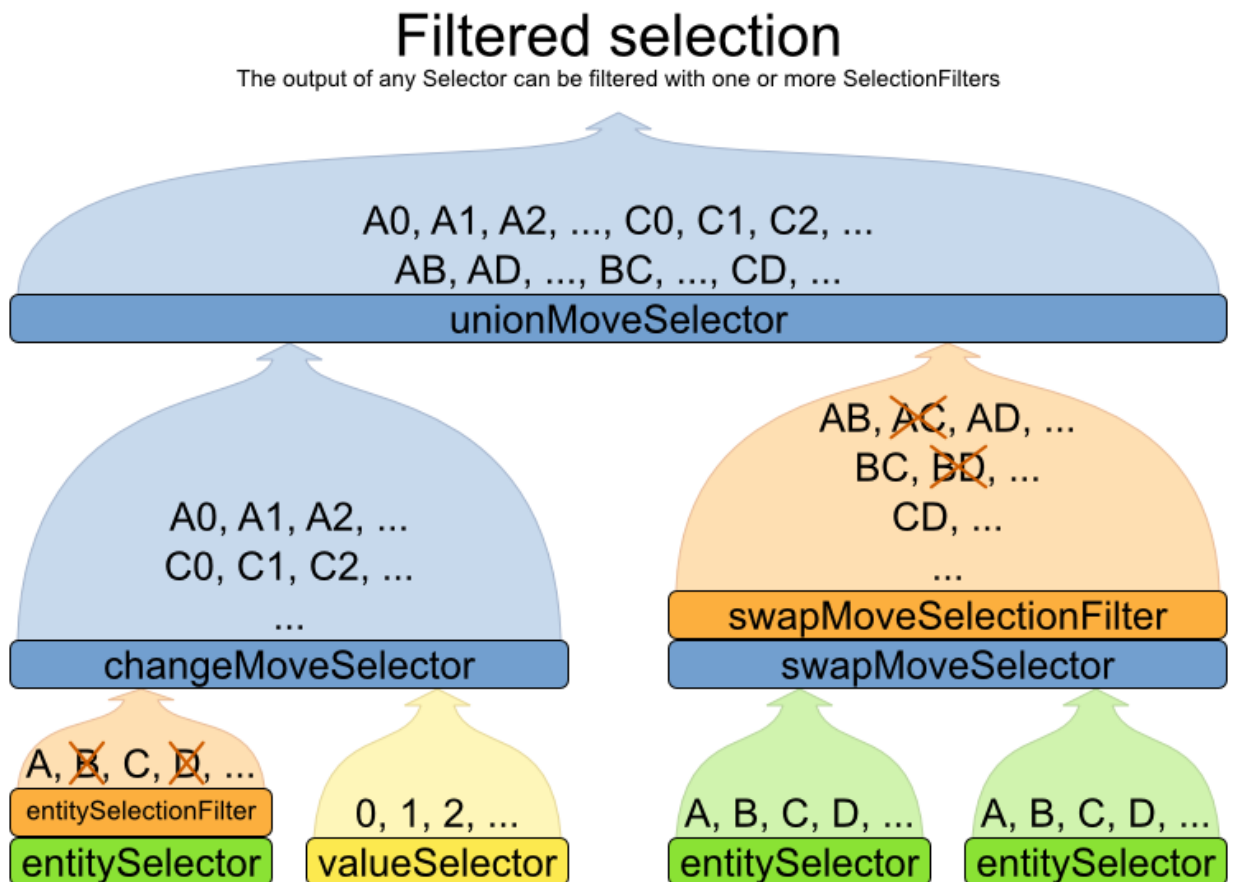 Filtered selection
The output of any Selector can be filtered with one or more SelectionFilters
A0, A1, A2, ..., C0, C1, C2, ...
AB, AD, ..., BC, ..., CD, ...
unionMoveSelector
A0, A1, A2, ...
C0, C1, C2, ...
...
changeMoveSelector
AB, AC, AD, ...
BC, BD, ...
CD, ...
...
swapMoveSelectionFilter
swapMoveSelector
A, B, C, D, ...
entitySelectionFilter
entitySelector
0, 1, 2, ...
valueSelector
A, B, C, D, ...
entitySelector
A, B, C, D, ...
entitySelector